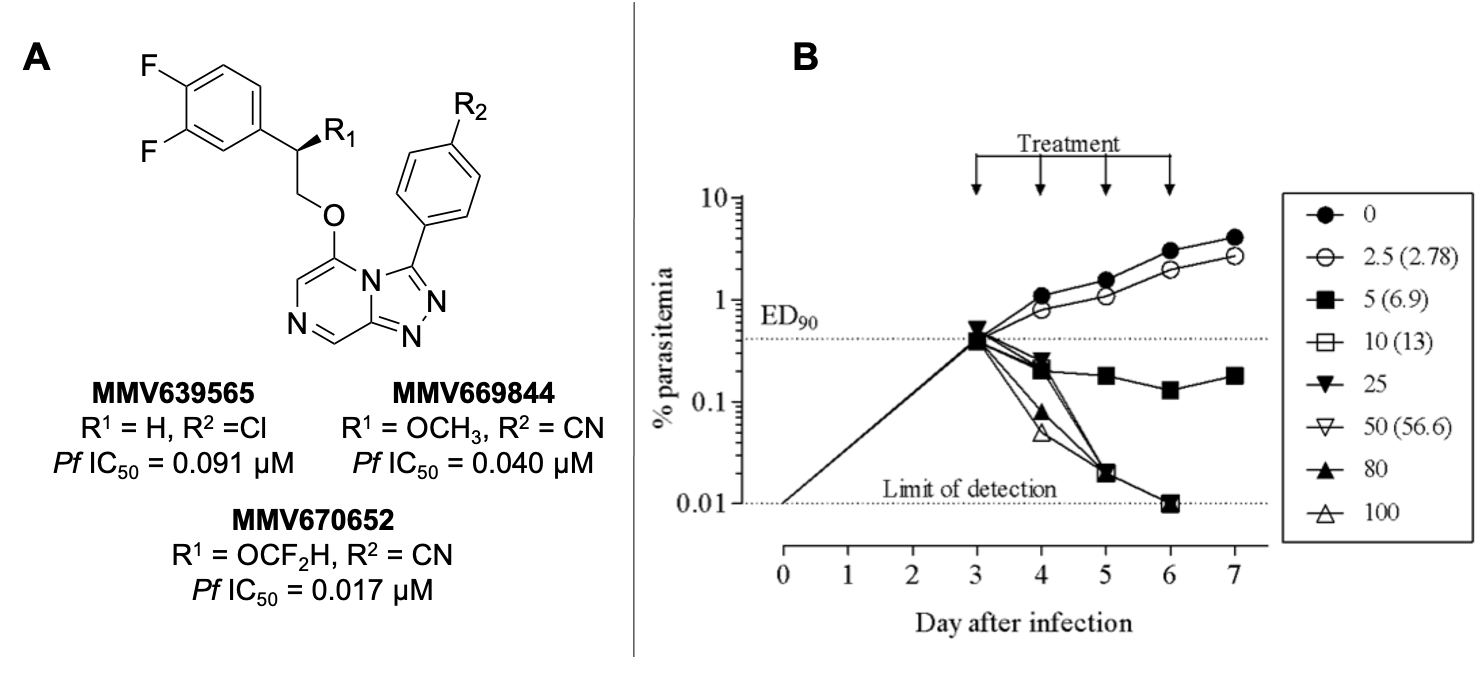 A
F
F
R1
R2
O
N
N
N
N
MMV639565
R1 = H, R2 =Cl
Pf IC50 = 0.091 µM
MMV669844
R1 = OCH3, R2 = CN
Pf IC50 = 0.040 µM
MMV670652
R1 = OCF2H, R2 = CN
Pf IC50 = 0.017 µM
B
Treatment
10
1
0.1
0.01
% parasitemia
ED90
Limit of detection
0 1 2 3 4 5 6 7
Day after infection
0
2.5 (2.78)
5 (6.9)
10 (13)
25
50 (56.6)
80
100